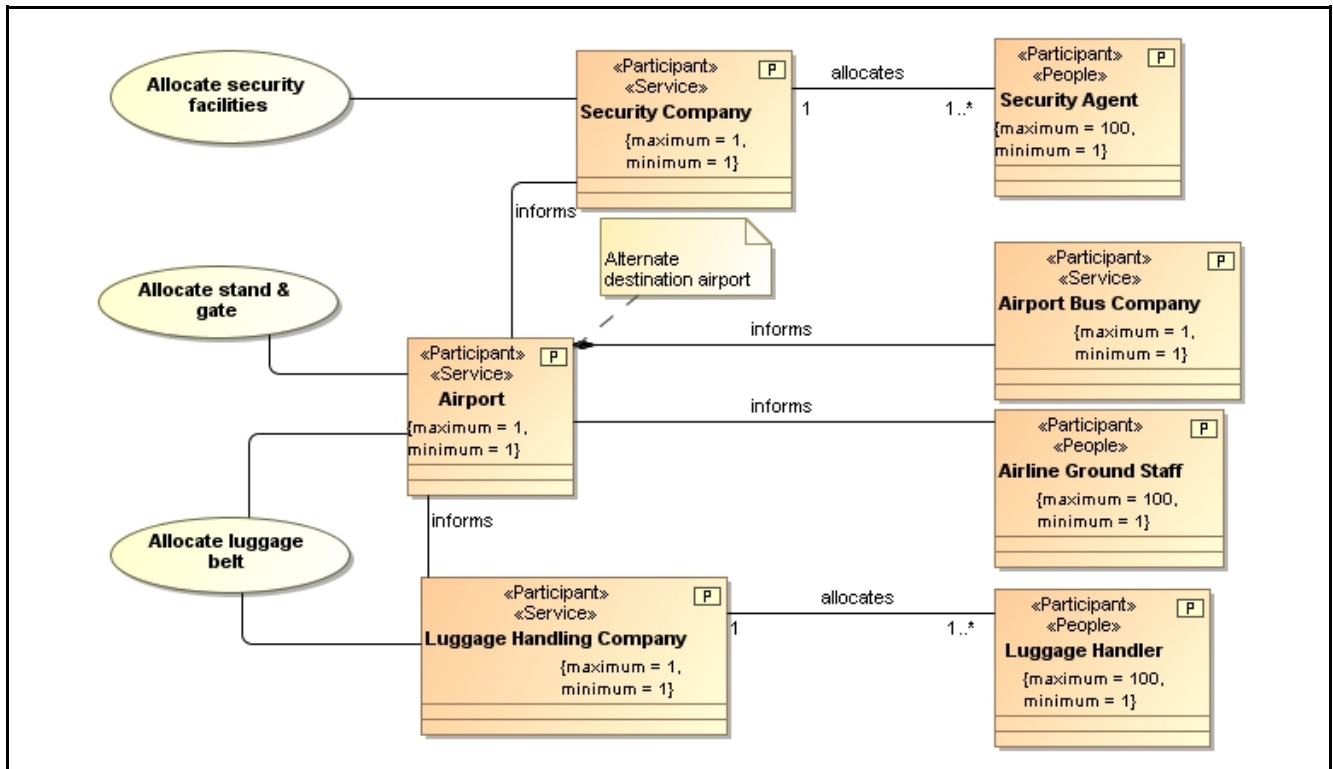 Allocate security
facilities
«Participant»
P
«Service»
Security Company
{maximum = 1,
minimum = 1}
allocates
1
1..*
«Participant»
P
«People»
Security Agent
{maximum = 100,
minimum = 1}
informs
Alternate
destination airport
Allocate stand &
gate
«Participant»
P
«Service»
Airport
{maximum = 1,
minimum = 1}
informs
«Participant»
P
«Service»
Airport Bus Company
{maximum = 1,
minimum = 1}
informs
«Participant»
P
«People»
Airline Ground Staff
{maximum = 100,
minimum = 1}
Allocate luggage
belt
informs
«Participant»
P
«Service»
Luggage Handling Company
{maximum = 1,
minimum = 1}
allocates
1
1..*
«Participant»
P
«People»
Luggage Handler
{maximum = 100,
minimum = 1}